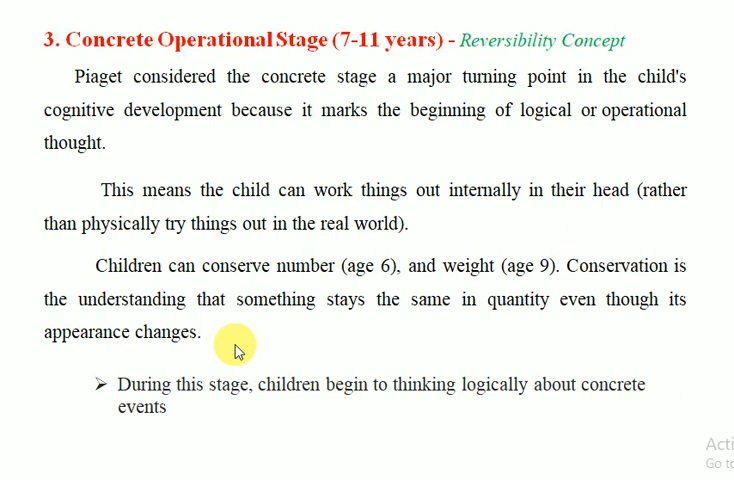 3. Concrete Operational Stage (7-11 years) - Reversibility Concept
Piaget considered the concrete stage a major turning point in the child's
cognitive development because it marks the beginning of logical or operational
thought.
This means the child can work things out internally in their head (rather
than physically try things out in the real world).
Children can conserve number (age 6), and weight (age 9). Conservation is
the understanding that something stays the same in quantity even though its
appearance changes.
➢ During this stage, children begin to thinking logically about concrete
events
Acti
Go to